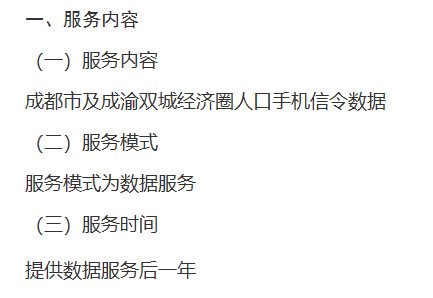 一、服务内容
（一）服务内容
成都市及成渝双城经济圈人口手机信令数据
（二）服务模式
服务模式为数据服务
（三）服务时间
提供数据服务后一年